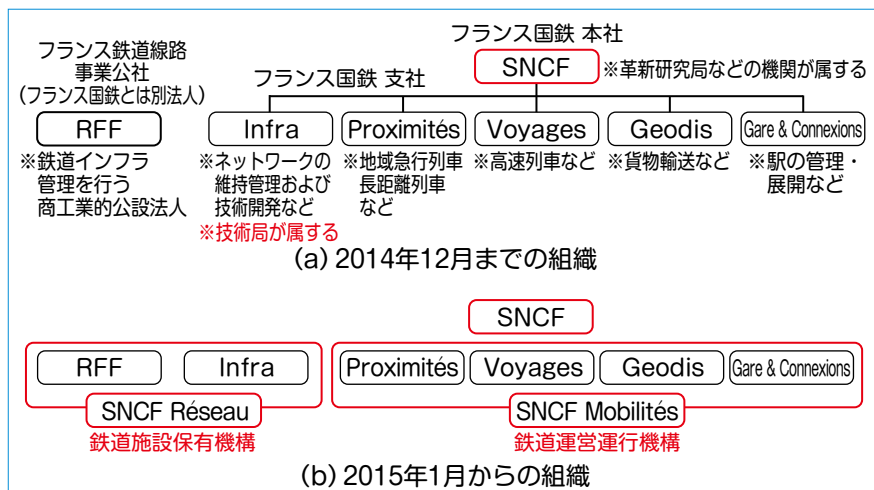 フランス鉄道線路
事業公社
(フランス国鉄とは別法人)
RFF
※鉄道インフラ
管理を行う
商工業的公設法人
フランス国鉄 本社
SNCF
※革新研究局などの機関が属する
フランス国鉄 支社
Infra
※ネットワークの
維持管理および
技術開発など
※技術局が属する
Proximités
※地域急行列車
長距離列車
など
Voyages
※高速列車など
Geodis
※貨物輸送など
Gare & Connexions
※駅の管理・
展開など
(a) 2014年12月までの組織
SNCF
RFF
Infra
SNCF Réseau
鉄道施設保有機構
Proximités
Voyages
Geodis
Gare & Connexions
SNCF Mobilités
鉄道運営運行機構
(b) 2015年1月からの組織